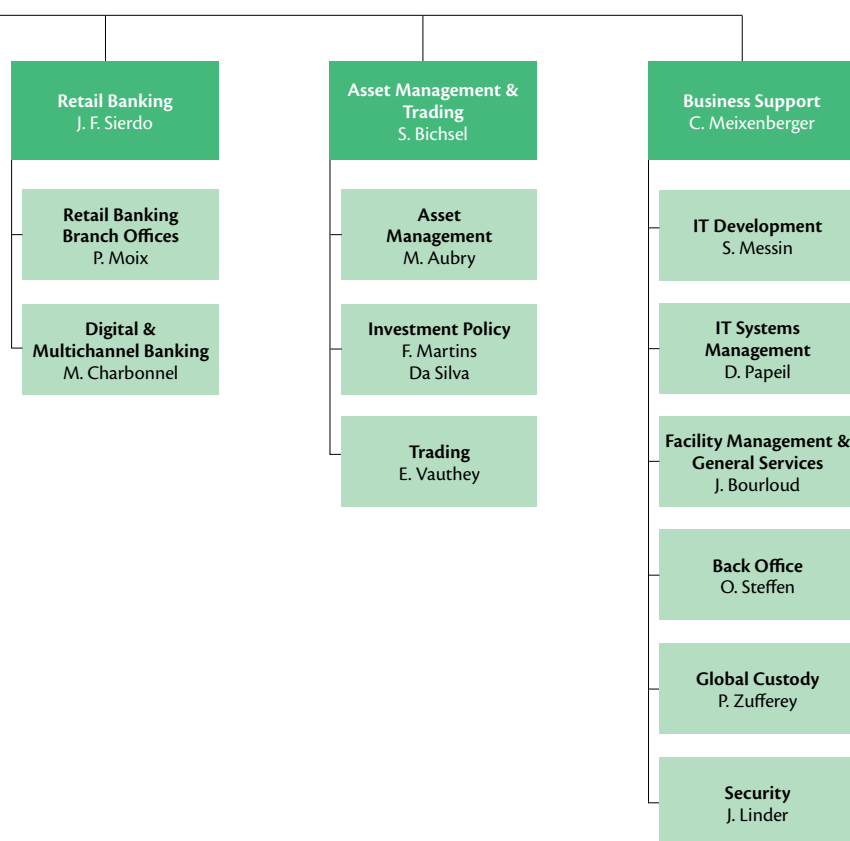 Retail Banking
J. F. Sierdo
Retail Banking
Branch Offices
P. Moix
Digital &
Multichannel Banking
M. Charbonnel
Asset Management &
Trading
S. Bichsel
Asset
Management
M. Aubry
Investment Policy
F. Martins
Da Silva
Trading
E. Vauthey
Business Support
C. Meixenberger
IT Development
S. Messin
IT Systems
Management
D. Papeil
Facility Management &
General Services
J. Bourloud
Back Office
O. Steffen
Global Custody
P. Zufferey
Security
J. Linder